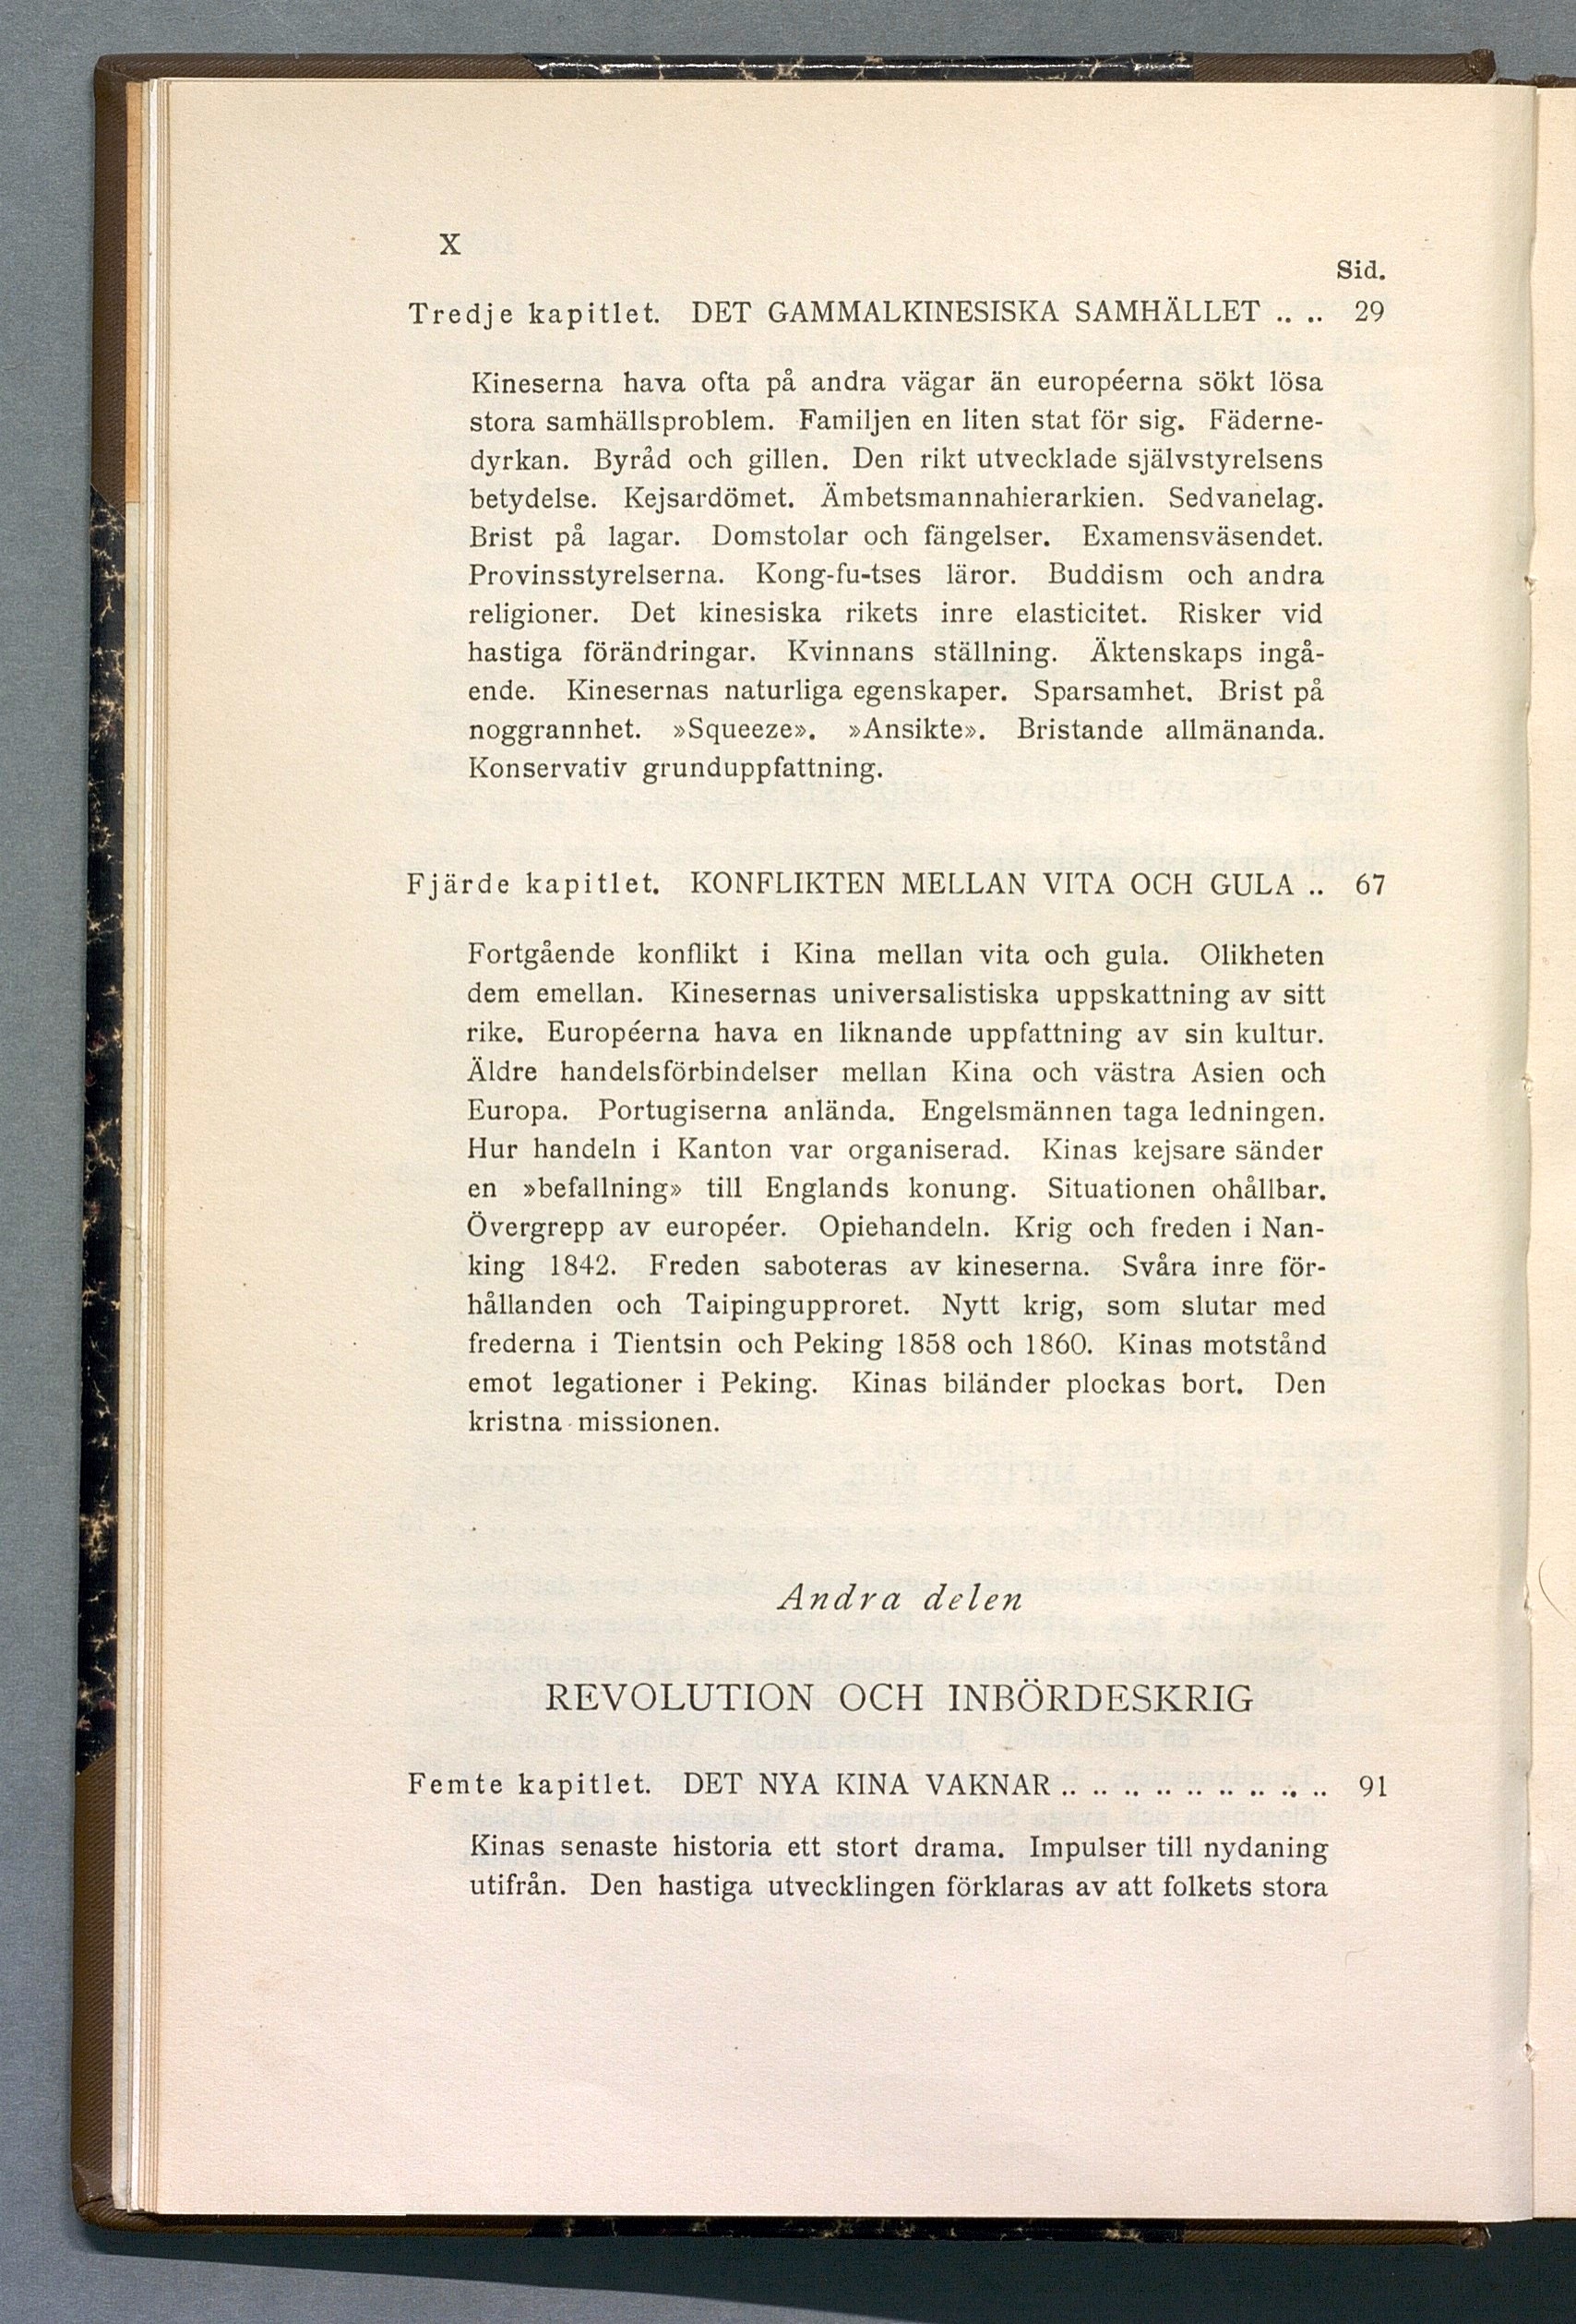 X
Sid.
Tredje kapitlet. DET GAMMALKINESISKA SAMHÄLLET .. .. 29
Kineserna hava ofta på andra vägar än européerna sökt lösa
stora samhällsproblem. Familjen en liten stat för sig. Fäderne-
dyrkan. Byråd och gillen. Den rikt utvecklade självstyrelsens
betydelse. Kejsardömet. Ämbetsmannahierarkien. Sedvanelag.
Brist på lagar. Domstolar och fängelser. Examensväsendet.
Provinsstyrelserna. Kong-fu-tses läror. Buddism och andra
religioner. Det kinesiska rikets inre elasticitet. Risker vid
hastiga förändringar. Kvinnans ställning. Äktenskaps ingå-
ende. Kinesernas naturliga egenskaper. Sparsamhet. Brist på
noggrannhet. »Squeeze». »Ansikte». Bristande allmänanda.
Konservativ grunduppfattning.
Fjärde kapitlet. KONFLIKTEN MELLAN VITA OCH GULA .. 67
Fortgående konflikt i Kina mellan vita och gula. Olikheten
dem emellan. Kinesernas universalistiska uppskattning av sitt
rike. Européerna hava en liknande uppfattning av sin kultur.
Äldre handelsförbindelser mellan Kina och västra Asien och
Europa. Portugiserna anlända. Engelsmännen taga ledningen.
Hur handeln i Kanton var organiserad. Kinas kejsare sänder
en »befallning» till Englands konung. Situationen ohållbar.
Övergrepp av européer. Opiehandeln. Krig och freden i Nan-
king 1842. Freden saboteras av kineserna. Svåra inre för-
hållanden och Taipingupproret. Nytt krig, som slutar med
frederna i Tientsin och Peking 1858 och 1860. Kinas motstånd
emot legationer i Peking. Kinas biländer plockas bort. Den
kristna missionen.
Andra delen
REVOLUTION OCH INBÖRDESKRIG
Femte kapitlet. DET NYA KINA VAKNAR .. .. .. .. .. .. .. .. .. 91
Kinas senaste historia ett stort drama. Impulser till nydaning
utifrån. Den hastiga utvecklingen förklaras av att folkets stora